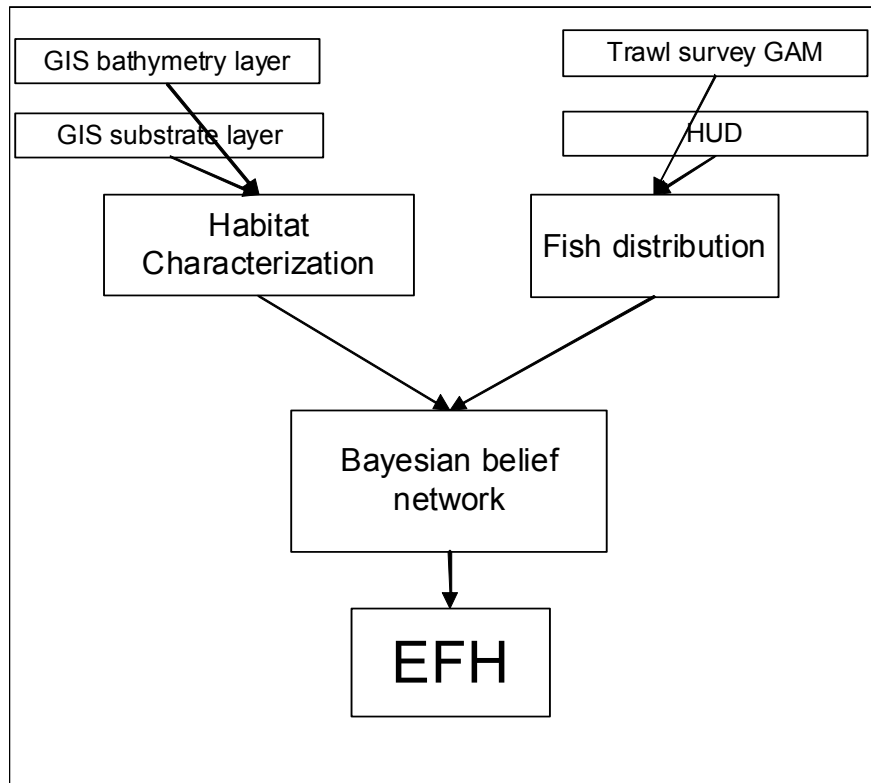 GIS bathymetry layer
GIS substrate layer
Trawl survey GAM
HUD
Habitat
Characterization
Fish distribution
Bayesian belief
network
EFH